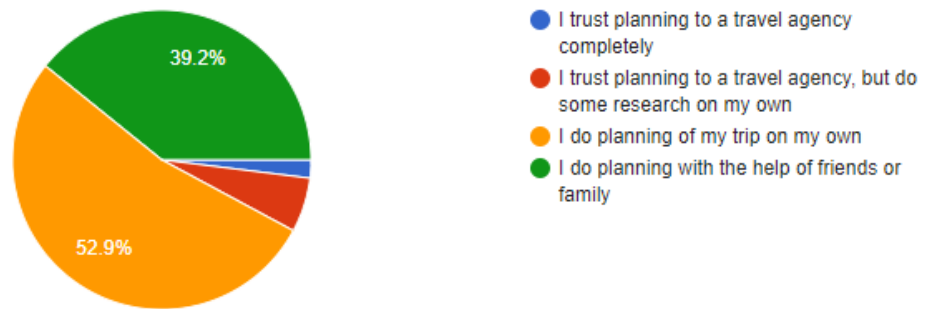 39.2%
52.9%
I trust planning to a travel agency
completely
I trust planning to a travel agency, but do
some research on my own
I do planning of my trip on my own
I do planning with the help of friends or
family